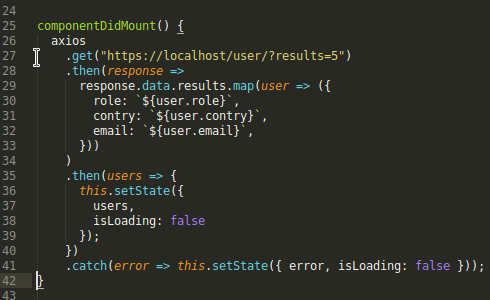 24
25 componentDidMount() {
26 axios
27 .get("https://localhost/user/?results=5")
28 .then(response =>
29 response.data.results.map(user => ({
30 role: `${user.role}`,
31 contry: `${user.contry}`,
32 email: `${user.email}`,
33 }))
34 )
35 .then(users => {
36 this.setState({
37 users,
38 isLoading: false
39 });
40 })
41 .catch(error => this.setState({ error, isLoading: false }));
42 }
43